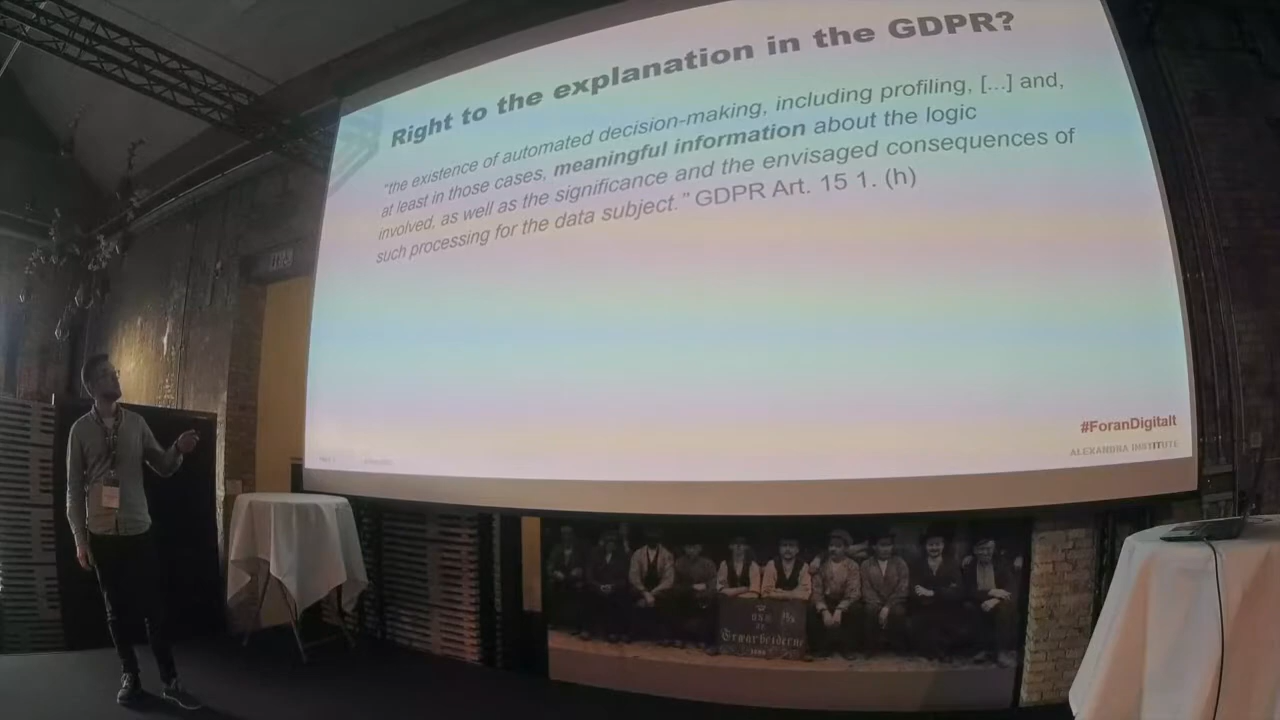 Right to the explanation in the GDPR?
"the existence of automated decision-making, including profiling, [...] and,
at least in those cases, meaningful information about the logic
involved, as well as the significance and the envisaged consequences of
such processing for the data subject." GDPR Art. 15 1. (h)
#ForanDigitalt
ALEXANDRA INSTITUTE